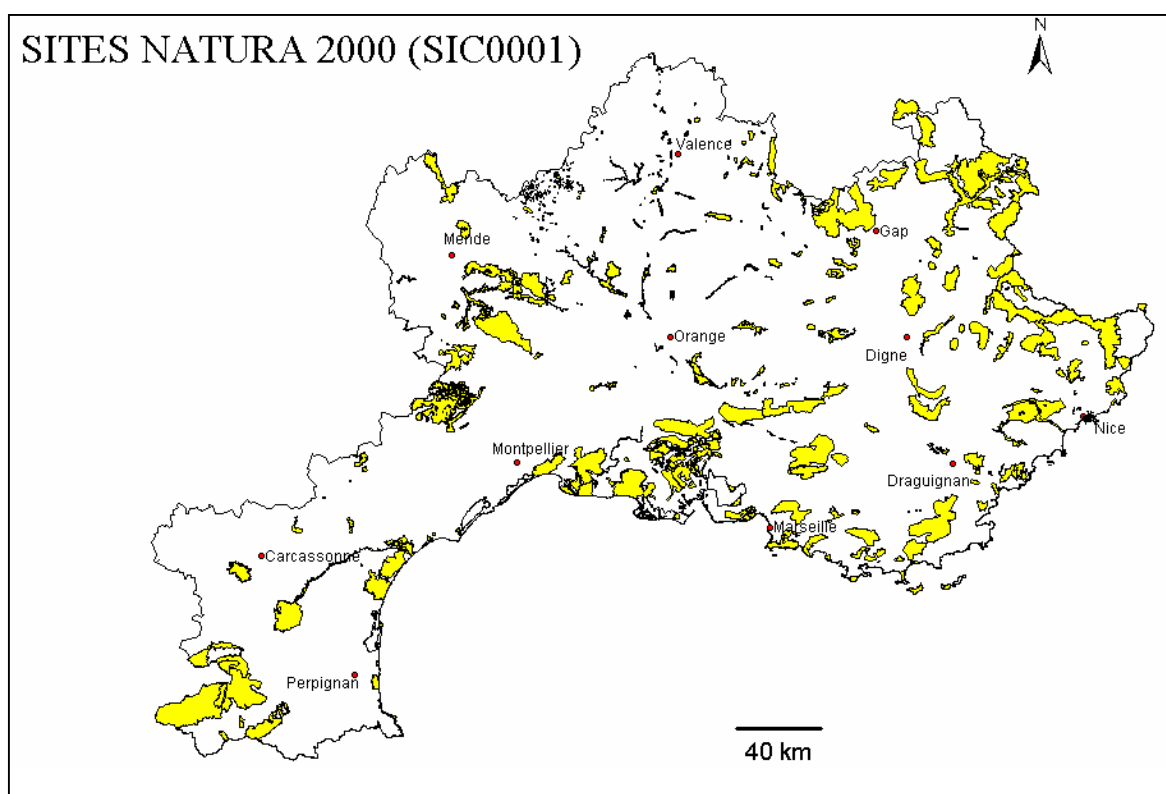 SITES NATURA 2000 (SIC0001)
N
Valence
Gap
Mende
Orange
Digne
Nice
Montpellier
Draguignan
Marseille
Carcassonne
Perpignan
40 km